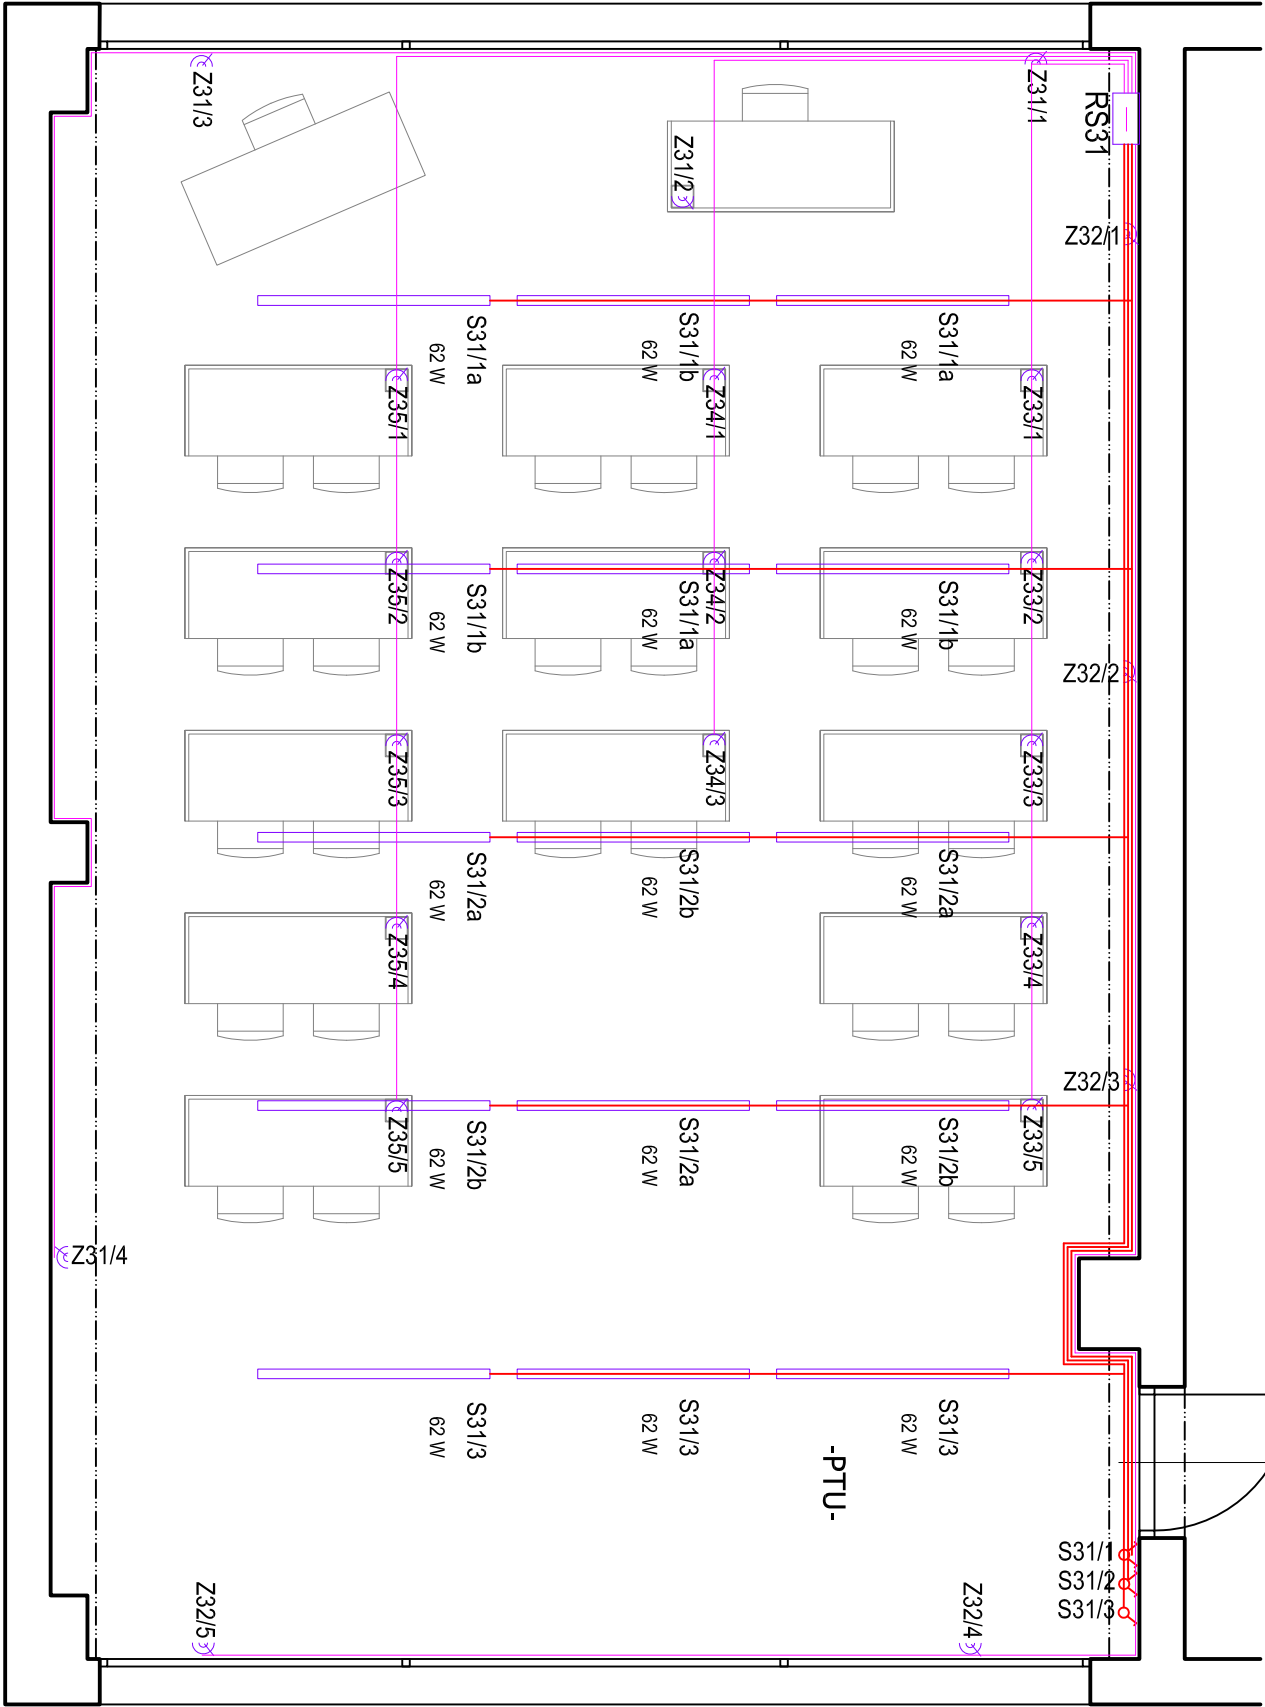 Z31/3
Z31/1
RS31
Z31/2
Z32/1
S31/1a
62 W
S31/1b
62 W
S31/1a
62 W
Z35/1
Z34/1
Z33/1
Z35/2
S31/1b
62 W
Z34/2
S31/1a
62 W
Z33/2
S31/1b
62 W
Z32/2
Z35/3
Z34/3
Z33/3
S31/2a
62 W
S31/2b
62 W
S31/2a
62 W
Z35/4
Z33/4
Z32/3
Z35/5
S31/2b
62 W
S31/2a
62 W
S31/2b
62 W
Z33/5
Z31/4
S31/3
62 W
S31/3
62 W
S31/3
62 W
-PTU-
S31/1
S31/2
S31/3
Z32/5
Z32/4